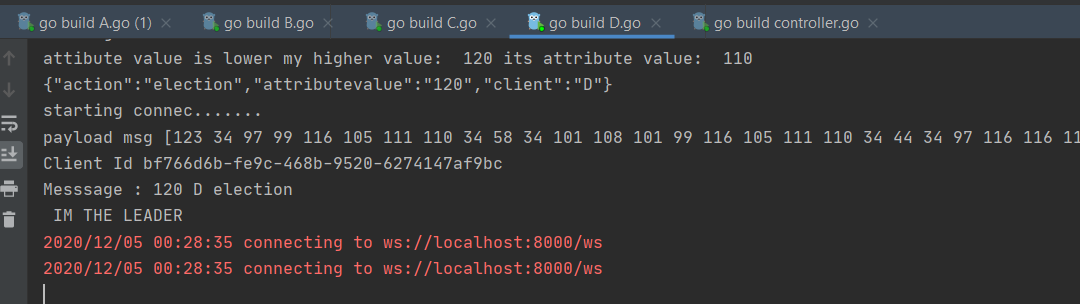 go build A.go (1) go build B.go go build C.go go build D.go go build controller.go
attibute value is lower my higher value:  120 its attribute value:  110
{"action":"election","attributevalue":"120","client":"D"}
starting connec.......
payload msg [123 34 97 99 116 105 111 110 34 58 34 101 108 101 99 116 105 111 110 34 44 34 97 116 116 11
Client Id bf766d6b-fe9c-468b-9520-6274147af9bc
Messsage : 120 D election
IM THE LEADER
2020/12/05 00:28:35 connecting to ws://localhost:8000/ws
2020/12/05 00:28:35 connecting to ws://localhost:8000/ws